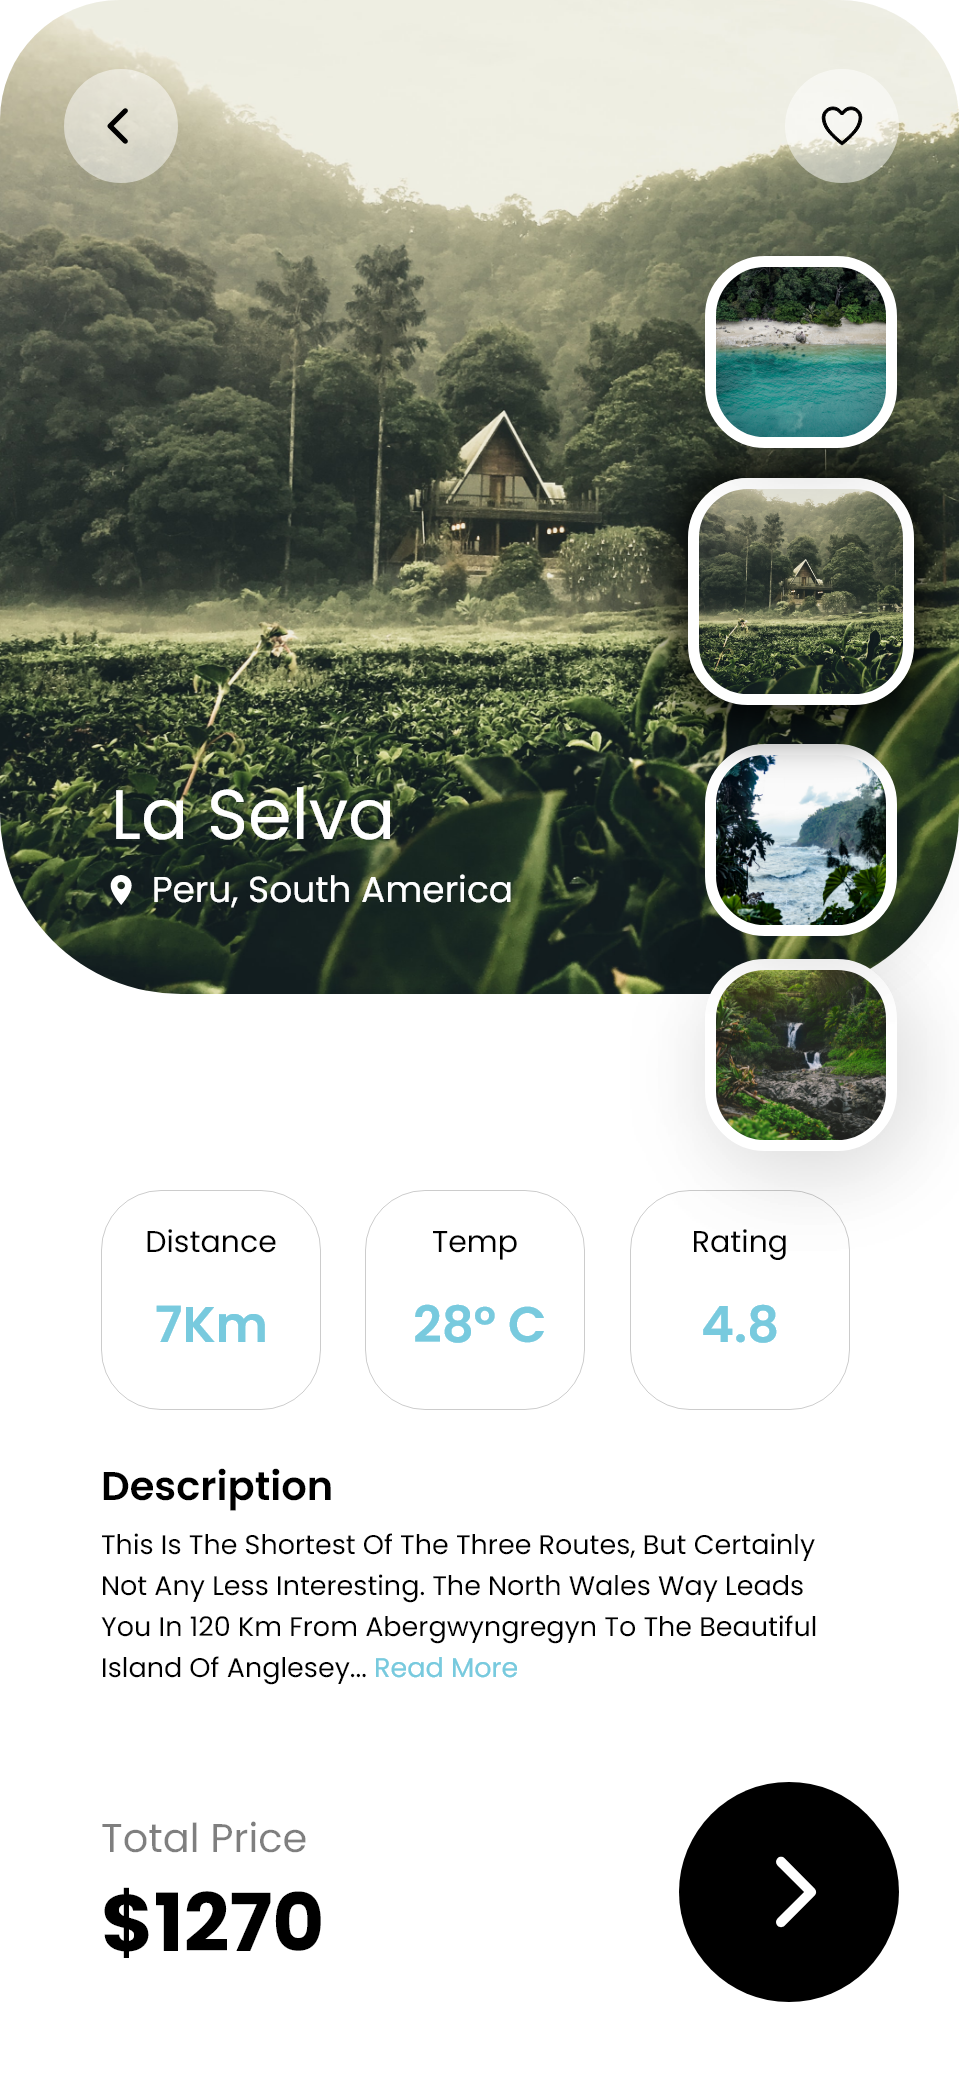 La Selva
Peru, South America
Distance
7Km
Temp
28° C
Rating
4.8
Description
This Is The Shortest Of The Three Routes, But Certainly
Not Any Less Interesting. The North Wales Way Leads
You In 120 Km From Abergwyngregyn To The Beautiful
Island Of Anglesey... Read More
Total Price
$1270